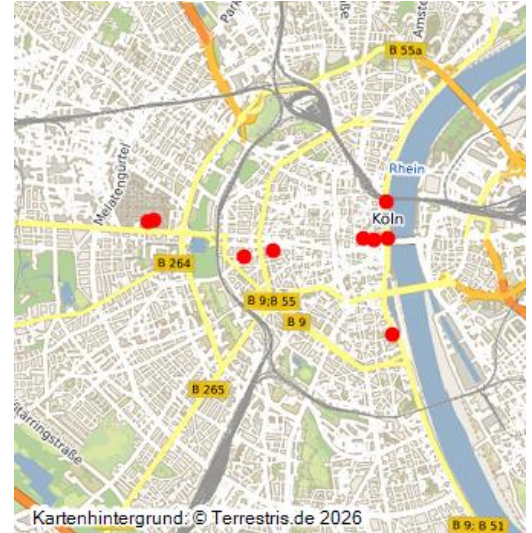 B 55a
Rhein
Melatengürtel
Köln
B 264
B 9;B 55
B 9
B 265
Kartenhintergrund: © Terrestris.de 2026
B 9; B 51